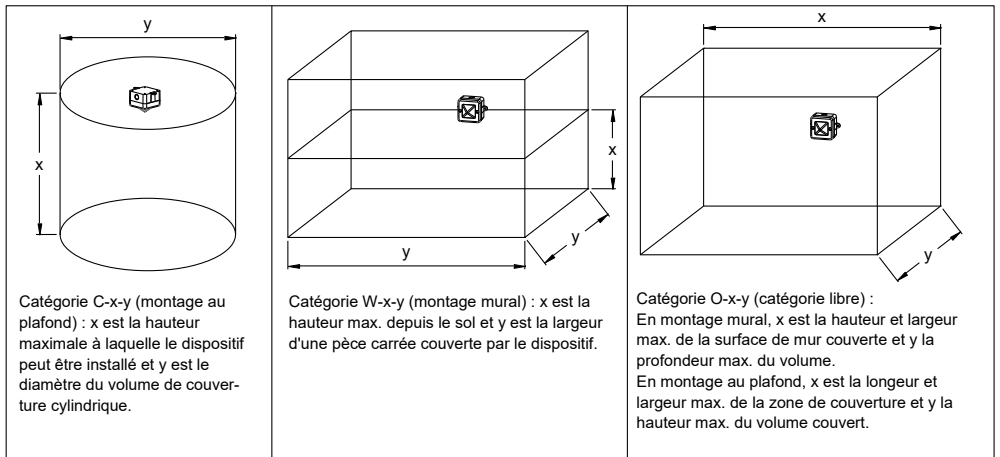 y
x
Catégorie C-x-y (montage au
plafond) : x est la hauteur
maximale à laquelle le dispositif
peut être installé et y est le
diamètre du volume de couver-
ture cylindrique.
x
y
y
Catégorie W-x-y (montage mural) : x est la
hauteur max. depuis le sol et y est la largeur
d'une pèce carrée couverte par le dispositif.
x
y
Catégorie O-x-y (catégorie libre) :
En montage mural, x est la hauteur et largeur
max. de la surface de mur couverte et y la
profondeur max. du volume.
En montage au plafond, x est la longeur et
largeur max. de la zone de couverture et y la
hauteur max. du volume couvert.